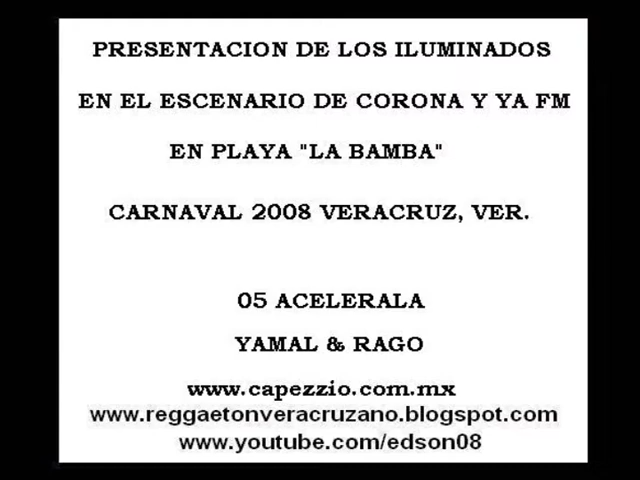 PRESENTACION DE LOS ILUMINADOS
EN EL ESCENARIO DE CORONA Y YA FM
EN PLAYA "LA BAMBA"
CARNAVAL 2008 VERACRUZ, VER.
05 ACELERALA
YAMAL & RAGO
www.capezzio.com.mx
www.reggaetonveracruzano.blogspot.com
www.youtube.com/edson08